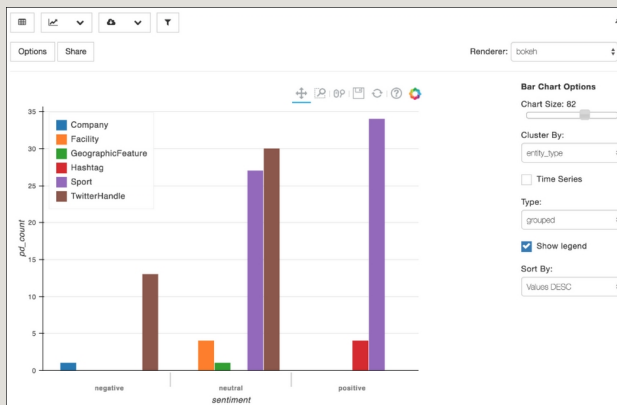 Options Share Renderer: bokeh
Bar Chart Options
Chart Size: 82
Cluster By:
entity_type
Time Series
Type:
grouped
Show legend
Sort By:
Values DESC
Company
Facility
GeographicFeature
Hashtag
Sport
TwitterHandle
35
30
25
20
15
10
5
0
pd_count
negative neutral positive
sentiment